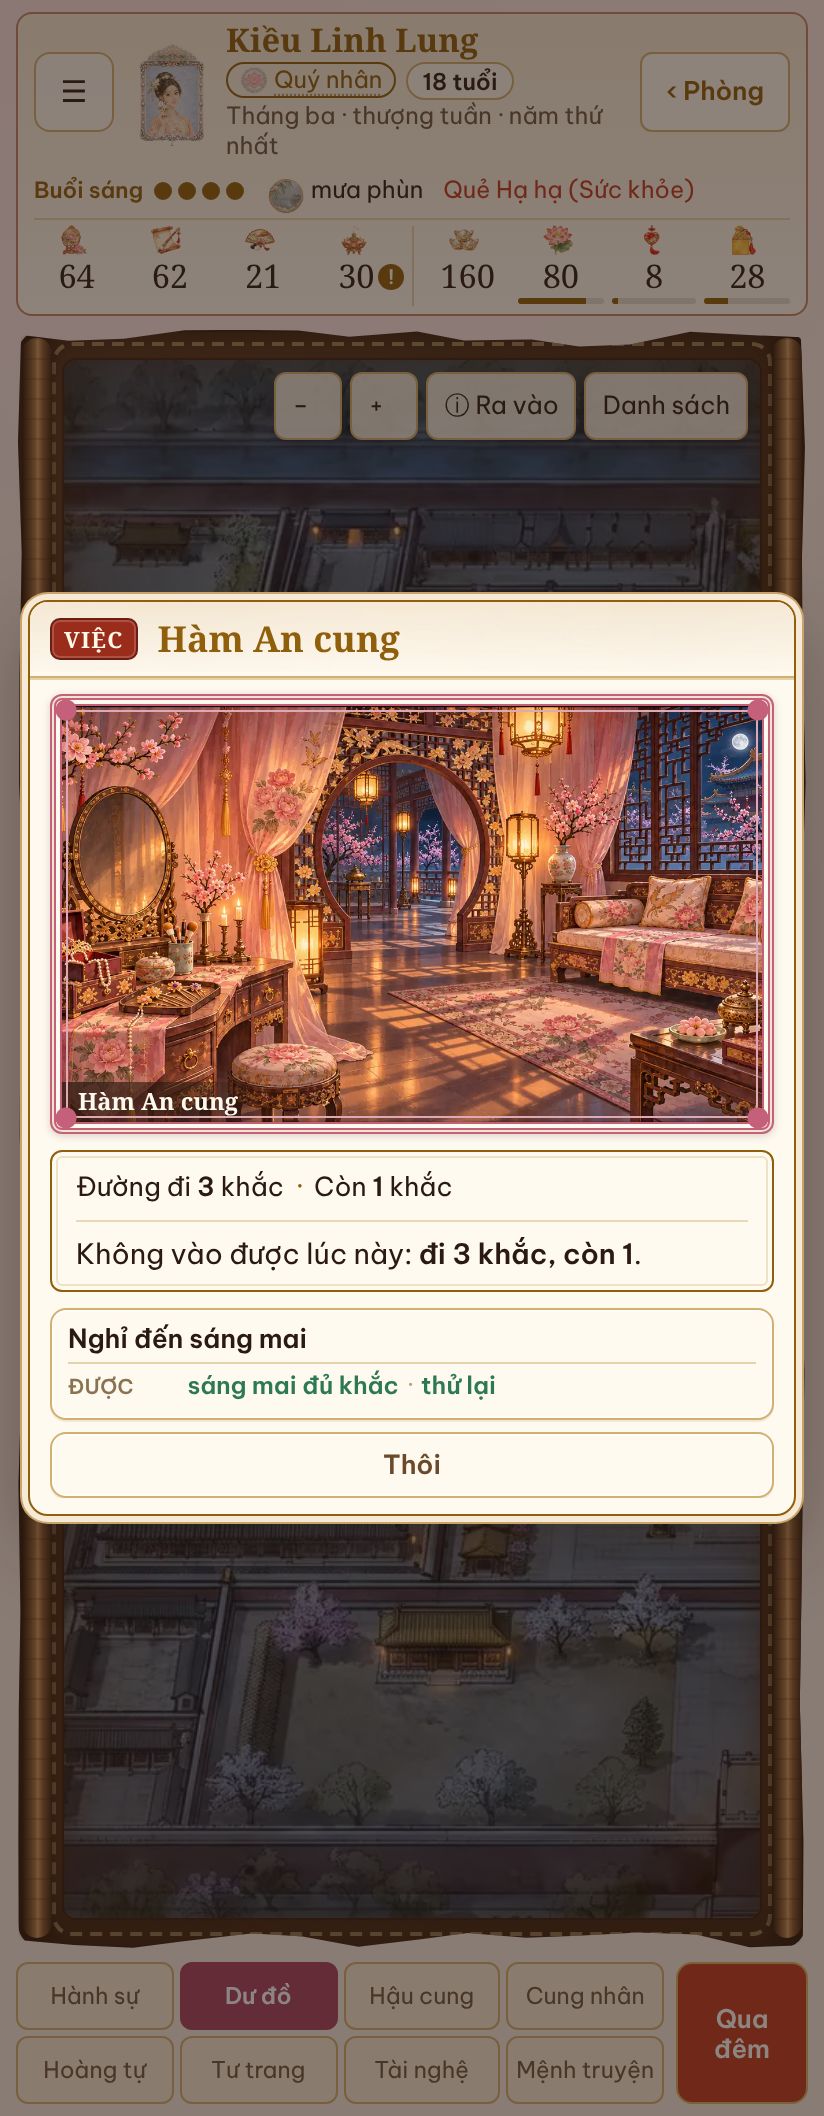 Kiều Linh Lung
☰
Quý nhân
18 tuổi
‹ Phòng
Tháng ba · thượng tuần · năm thứ
nhất
Buổi sáng
mưa phùn
Quẻ Hạ hạ (Sức khỏe)
64
62
21
30
!
160
80
8
28
−
+
ⓘ Ra vào
Danh sách
VIỆC
Hàm An cung
Hàm An cung
Đường đi 3 khắc · Còn 1 khắc
Không vào được lúc này: đi 3 khắc, còn 1.
Nghỉ đến sáng mai
ĐƯỢC
sáng mai đủ khắc · thử lại
Thôi
Hành sự
Dư đồ
Hậu cung
Cung nhân
Qua
đêm
Hoàng tự
Tư trang
Tài nghệ
Mệnh truyện